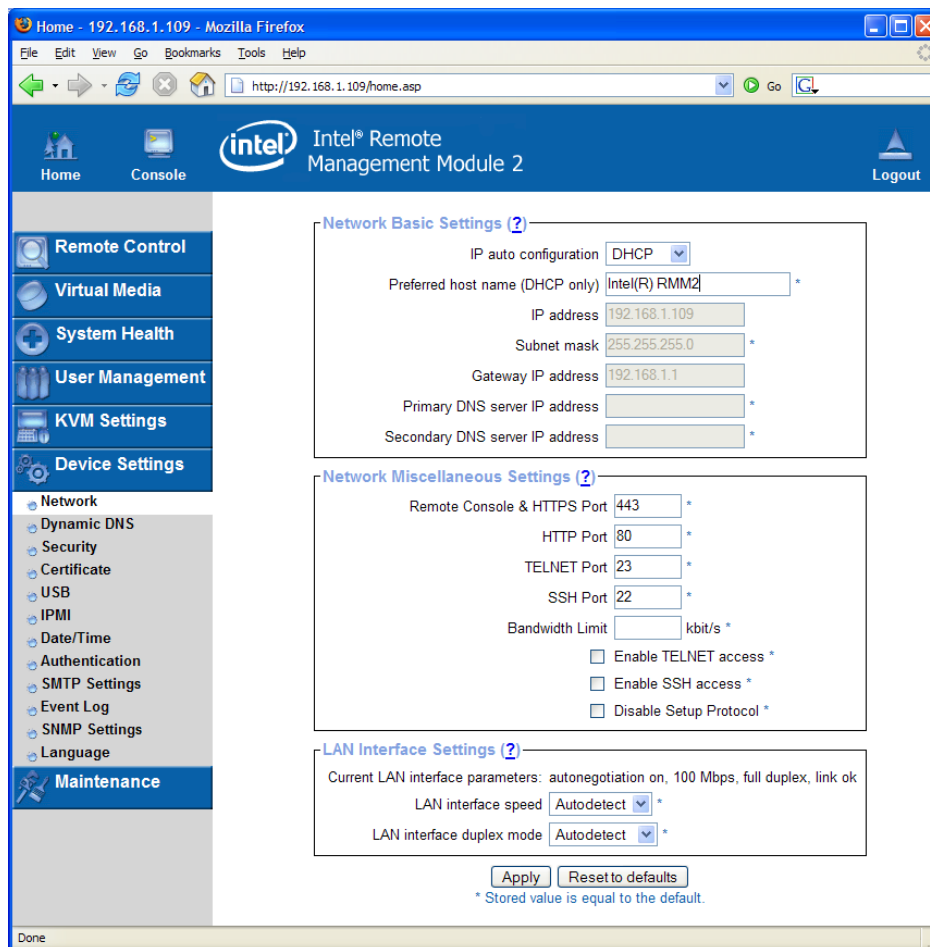 Home - 192.168.1.109 - Mozilla Firefox
File Edit View Go Bookmarks Tools Help
http://192.168.1.109/home.asp Go G
Home Console intel Intel® Remote
Management Module 2 Logout
Remote Control
Virtual Media
System Health
User Management
KVM Settings
Device Settings
Network
Dynamic DNS
Security
Certificate
USB
IPMI
Date/Time
Authentication
SMTP Settings
Event Log
SNMP Settings
Language
Maintenance
Network Basic Settings (?)
IP auto configuration DHCP
Preferred host name (DHCP only) Intel(R) RMM2 *
IP address 192.168.1.109
Subnet mask 255.255.255.0 *
Gateway IP address 192.168.1.1
Primary DNS server IP address *
Secondary DNS server IP address *
Network Miscellaneous Settings (?)
Remote Console & HTTPS Port 443 *
HTTP Port 80 *
TELNET Port 23 *
SSH Port 22 *
Bandwidth Limit kbit/s *
Enable TELNET access *
Enable SSH access *
Disable Setup Protocol *
LAN Interface Settings (?)
Current LAN interface parameters: autonegotiation on, 100 Mbps, full duplex, link ok
LAN interface speed Autodetect *
LAN interface duplex mode Autodetect *
Apply Reset to defaults
* Stored value is equal to the default.
Done